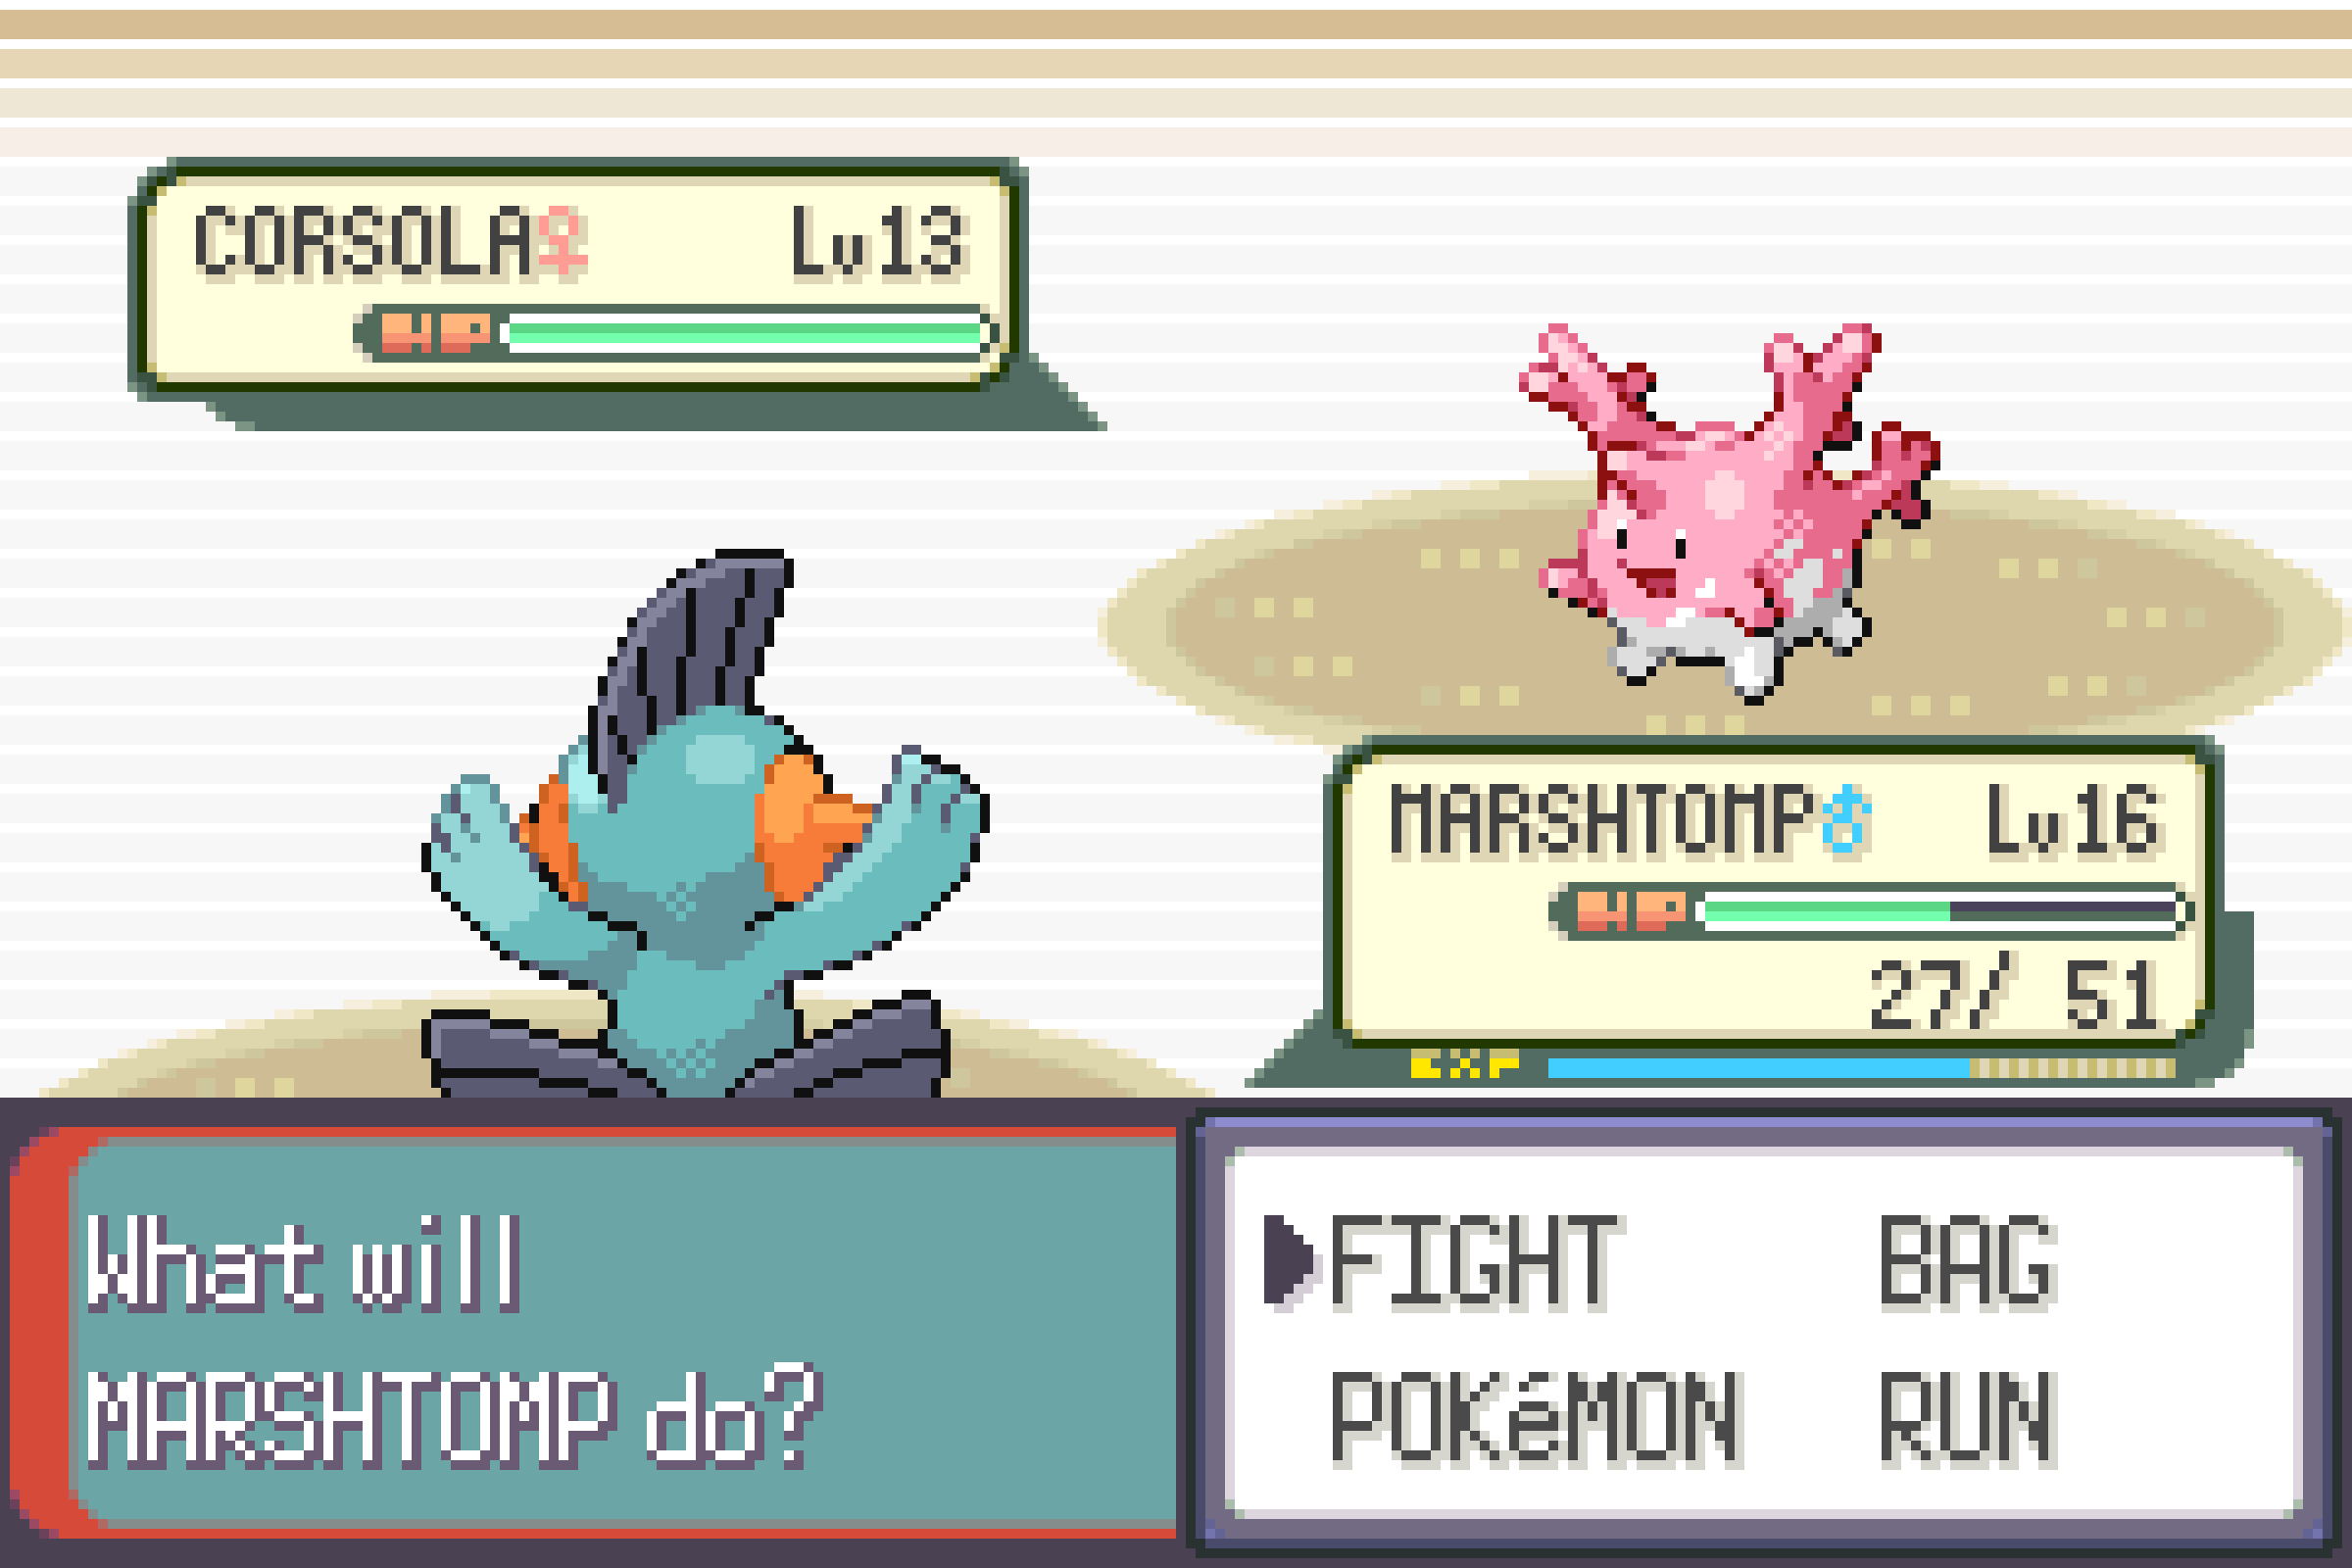 CORSOLA♀ Lv13
HP
MARSHTOMP♂ Lv16
HP
27/ 51
EXP
What will
MARSHTOMP do?
FIGHT BAG
POKéMON RUN